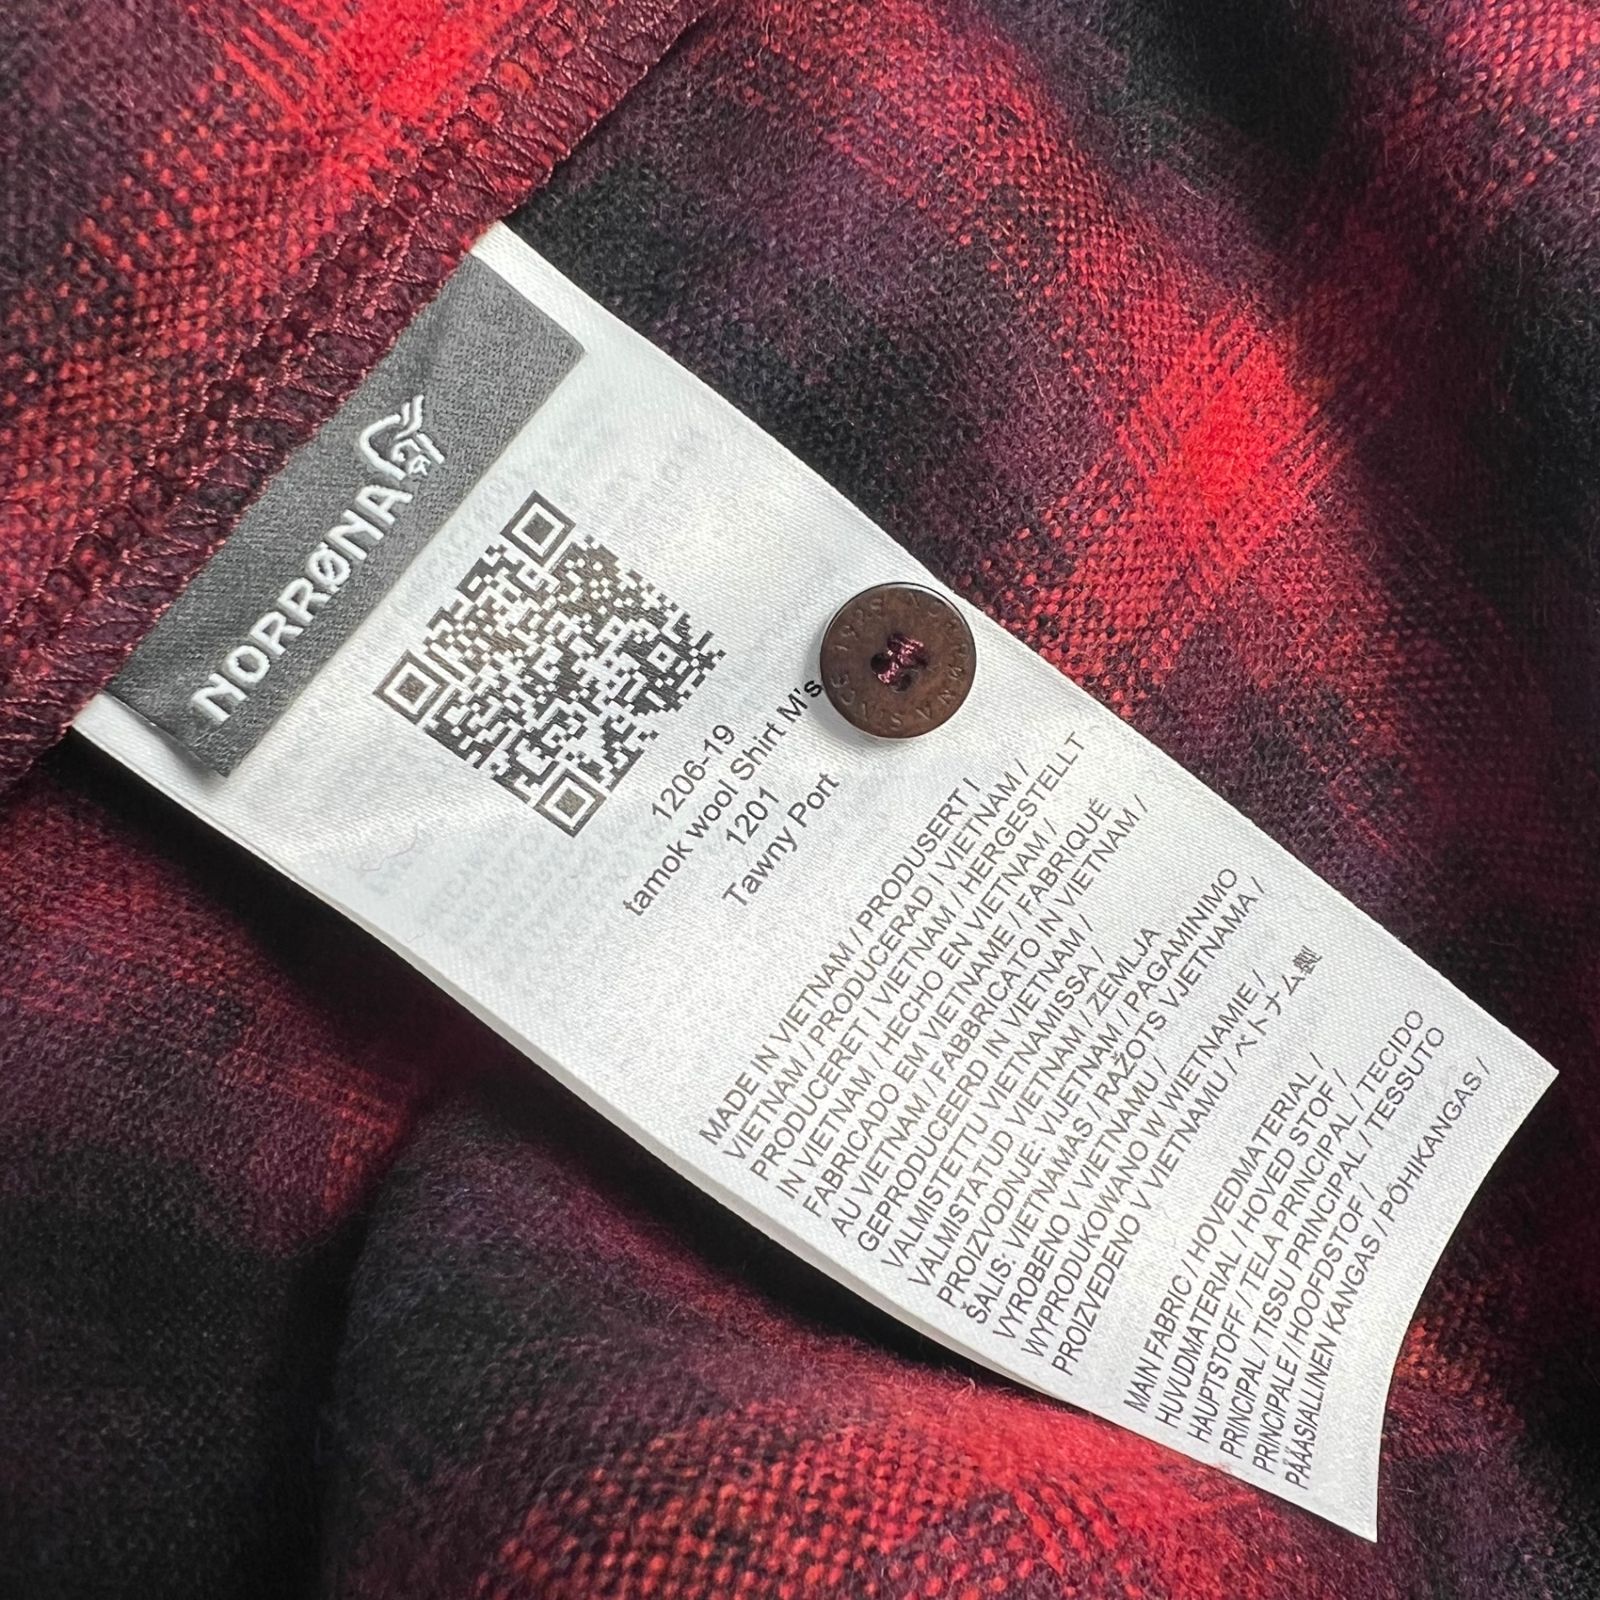 NORRØNA
1206-19
tamok wool Shirt M's
1201
Tawny Port
NORRØNA SINCE 1929
MADE IN VIETNAM / PRODUSERT I
VIETNAM / PRODUCERAD I VIETNAM /
PRODUCERET I VIETNAM / HERGESTELLT
IN VIETNAM / HECHO EN VIETNAM /
FABRICADO EM VIETNAME / FABRIQUÉ
AU VIETNAM / FABBRICATO IN VIETNAM /
GEPRODUCEERD IN VIETNAM /
VALMISTETTU VIETNAMISSA /
VALMISTATUD VIETNAM / ZEMLJA
PROIZVODNJE: VIJETNAM / PAGAMINIMO
ŠALIS: VIETNAMAS / RAŽOTS VJETNAMA /
VYROBENO V VIETNAMU /
WYPRODUKOWANO W WIETNAMIE /
PROIZVEDENO V VIETNAMU / ベトナム製
MAIN FABRIC / HOVEDMATERIAL /
HUVUDMATERIAL / HOVED STOF /
HAUPTSTOFF / TELA PRINCIPAL / TECIDO
PRINCIPAL / TISSU PRINCIPAL / TESSUTO
PRINCIPALE / HOOFDSTOF /
PÄÄASIALLINEN KANGAS / PÕHIKANGAS /